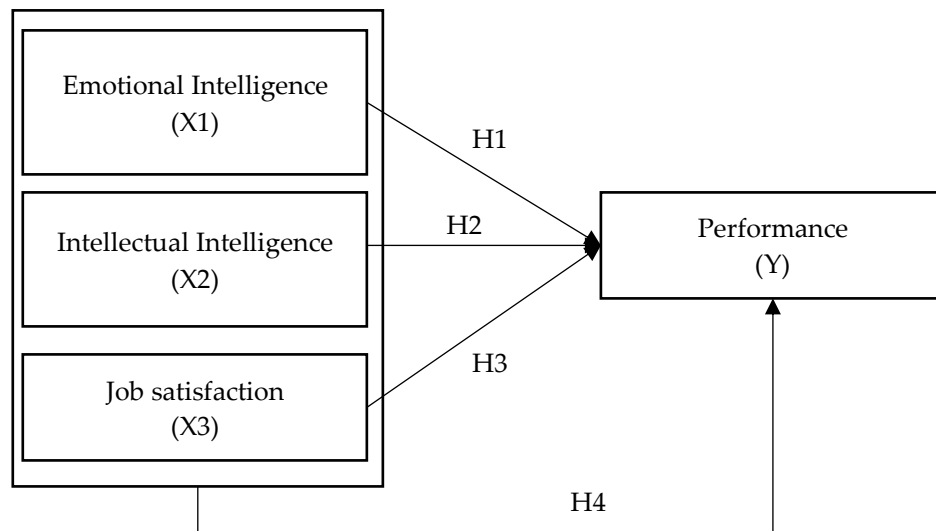 Emotional Intelligence
(X1)
H1
Intellectual Intelligence
(X2)
H2
Performance
(Y)
Job satisfaction
(X3)
H3
H4